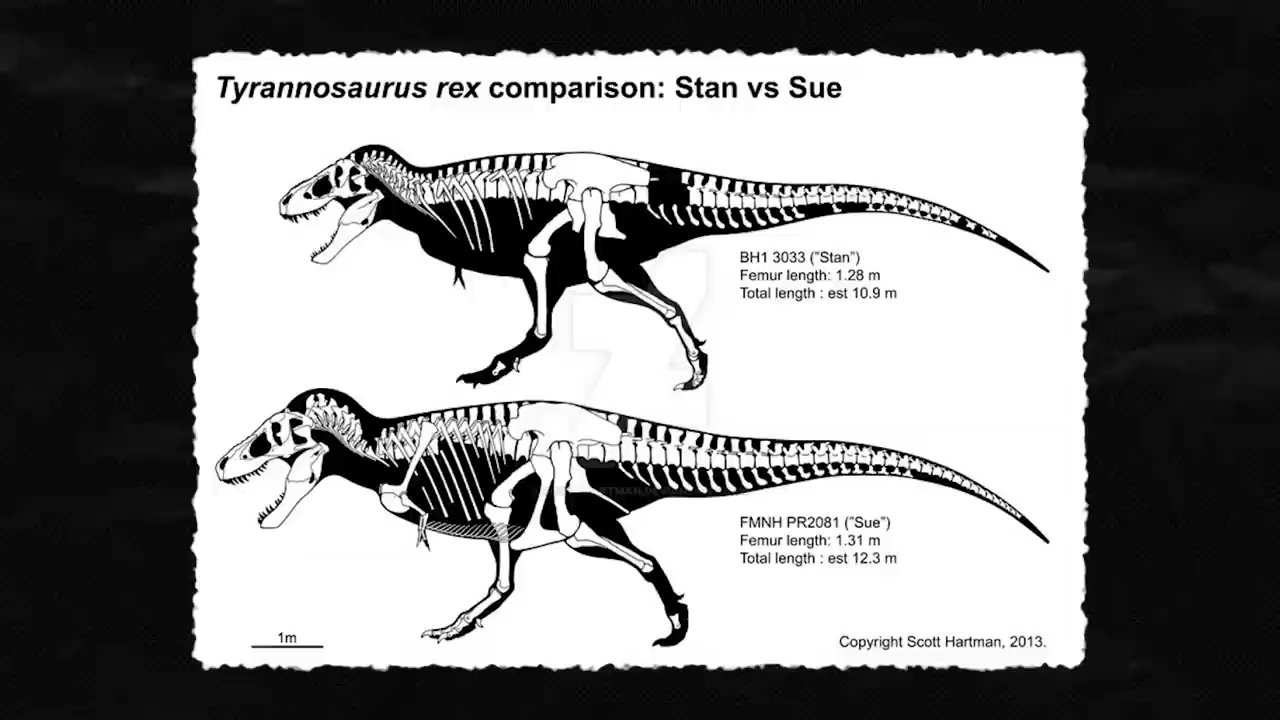 Tyrannosaurus rex comparison: Stan vs Sue
BH1 3033 ("Stan")
Femur length: 1.28 m
Total length : est 10.9 m
FMNH PR2081 ("Sue")
Femur length: 1.31 m
Total length : est 12.3 m
1m
Copyright Scott Hartman, 2013.